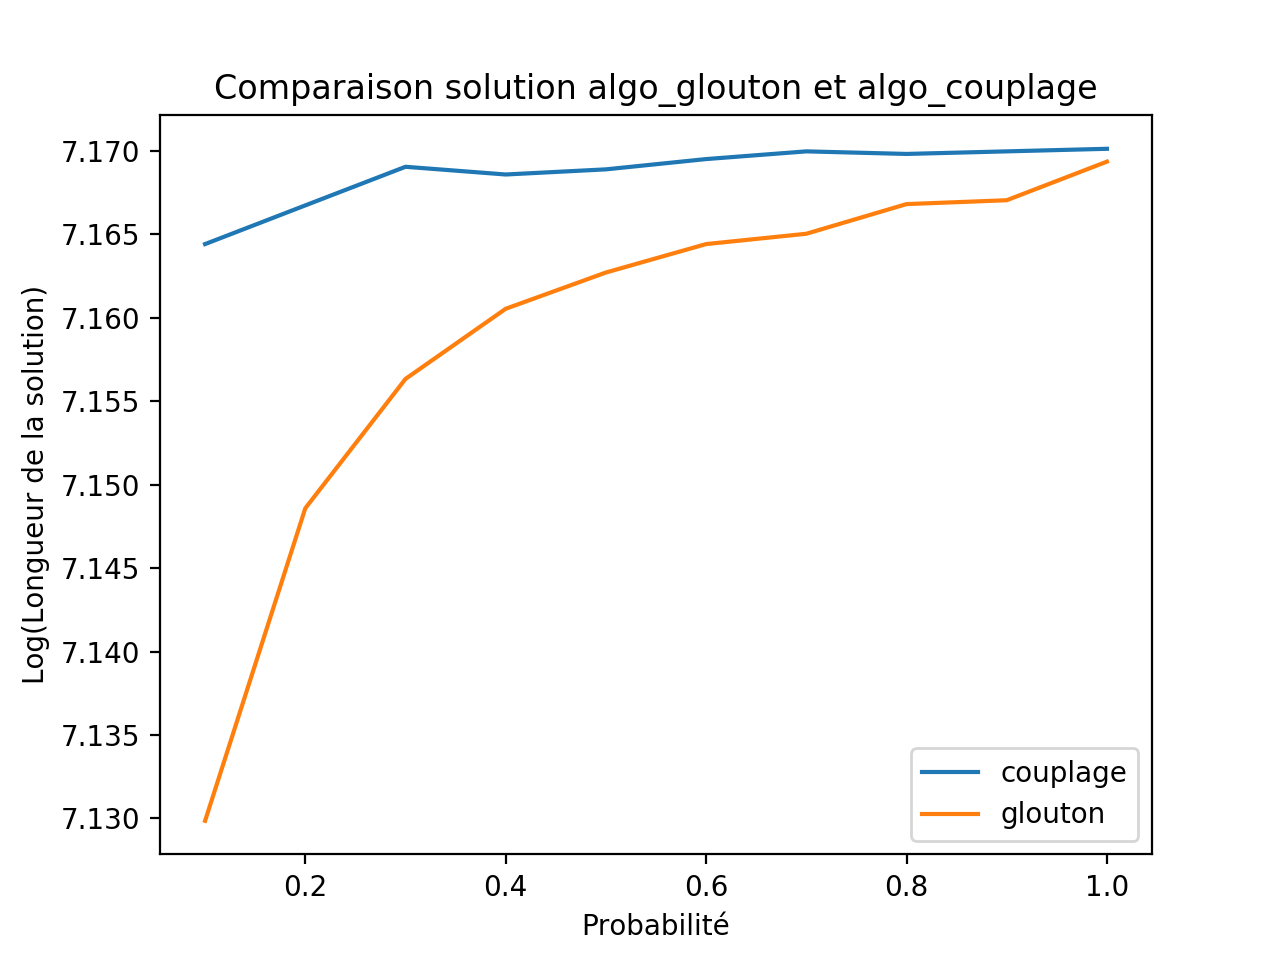 Comparaison solution algo_glouton et algo_couplage
Log(Longueur de la solution)
7.170
7.165
7.160
7.155
7.150
7.145
7.140
7.135
7.130
couplage
glouton
0.2 0.4 0.6 0.8 1.0
Probabilité